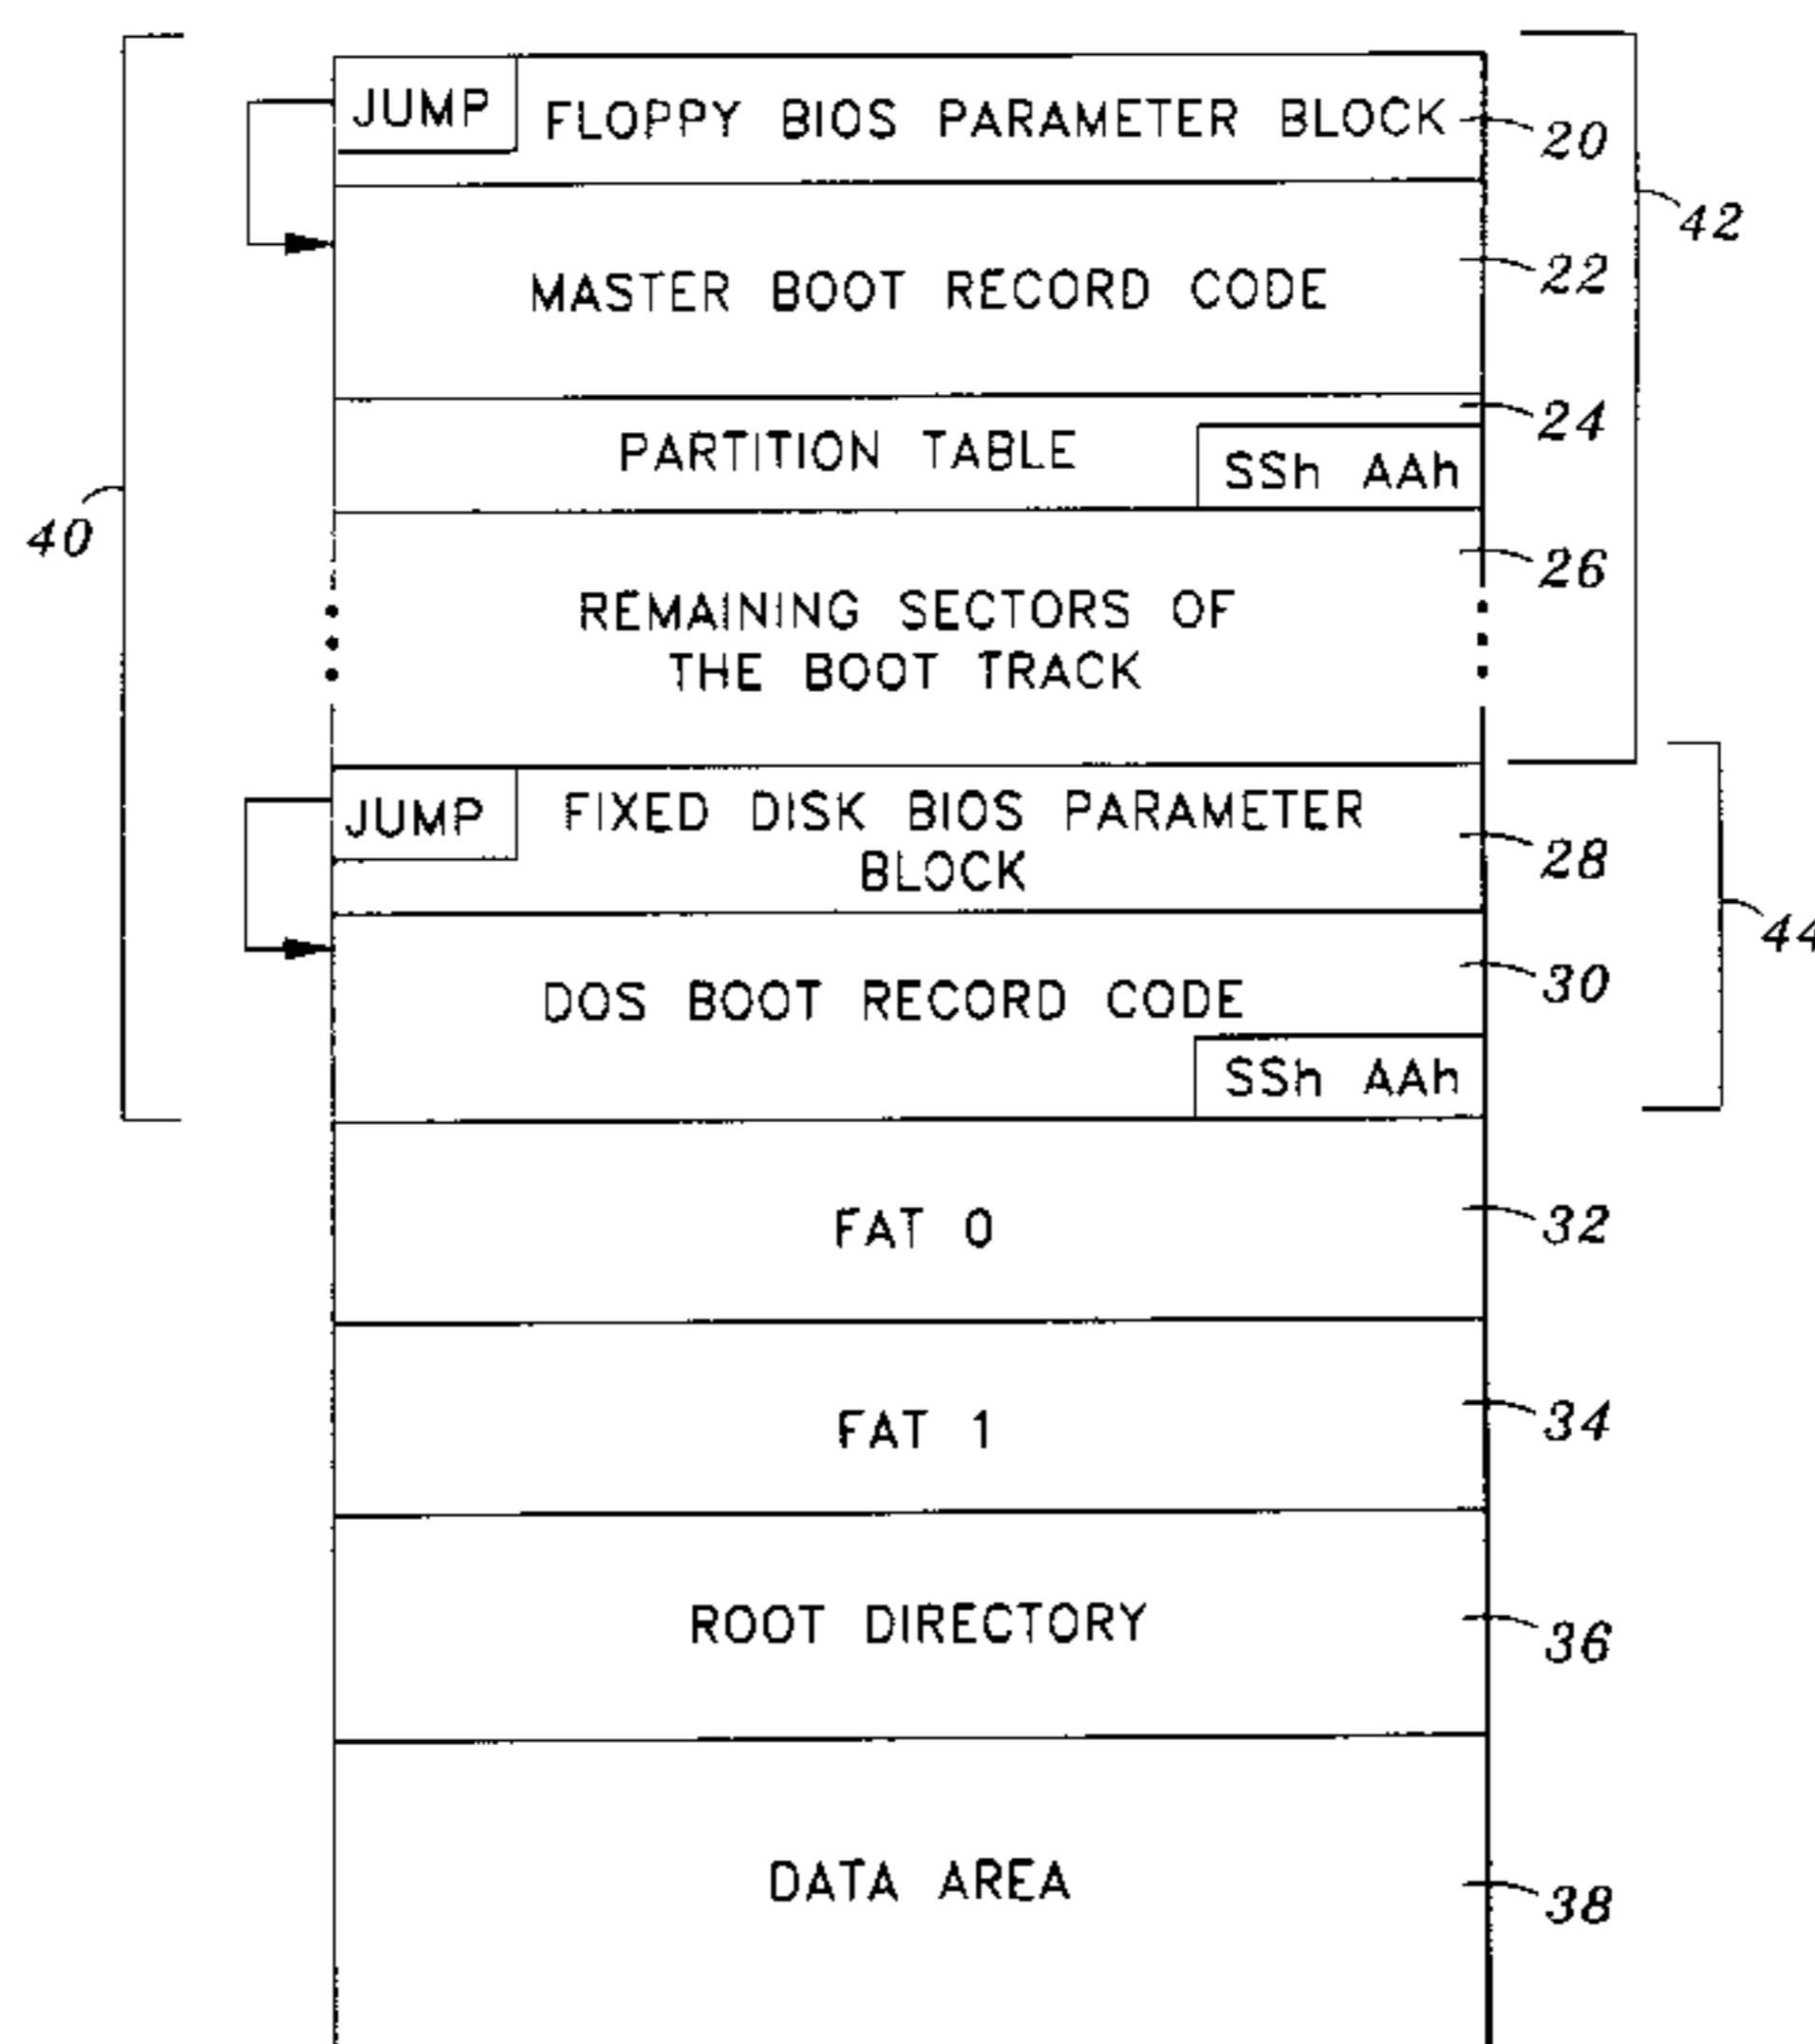 JUMP FLOPPY BIOS PARAMETER BLOCK 20
42
MASTER BOOT RECORD CODE 22
24
PARTITION TABLE SSh AAh
40
26
REMAINING SECTORS OF
THE BOOT TRACK
JUMP FIXED DISK BIOS PARAMETER
BLOCK 28
44
DOS BOOT RECORD CODE 30
SSh AAh
FAT 0 32
FAT 1 34
ROOT DIRECTORY 36
DATA AREA 38